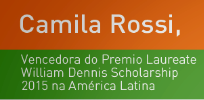 Camila Rossi,
Vencedora do Premio Laureate
William Dennis Scholarship
2015 na América Latina